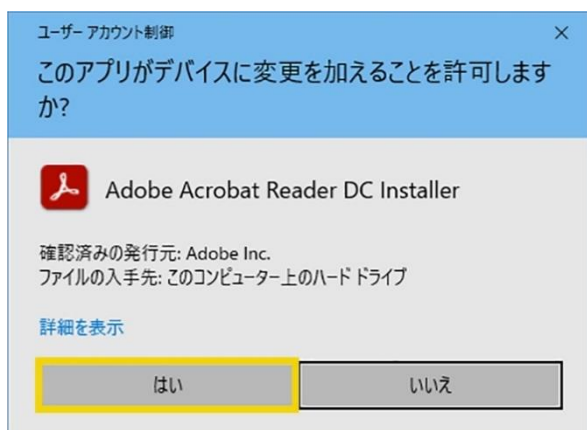 ユーザー アカウント制御
このアプリがデバイスに変更を加えることを許可します
か?
Adobe Acrobat Reader DC Installer
確認済みの発行元: Adobe Inc.
ファイルの入手先: このコンピューター上のハード ドライブ
詳細を表示
はい
いいえ